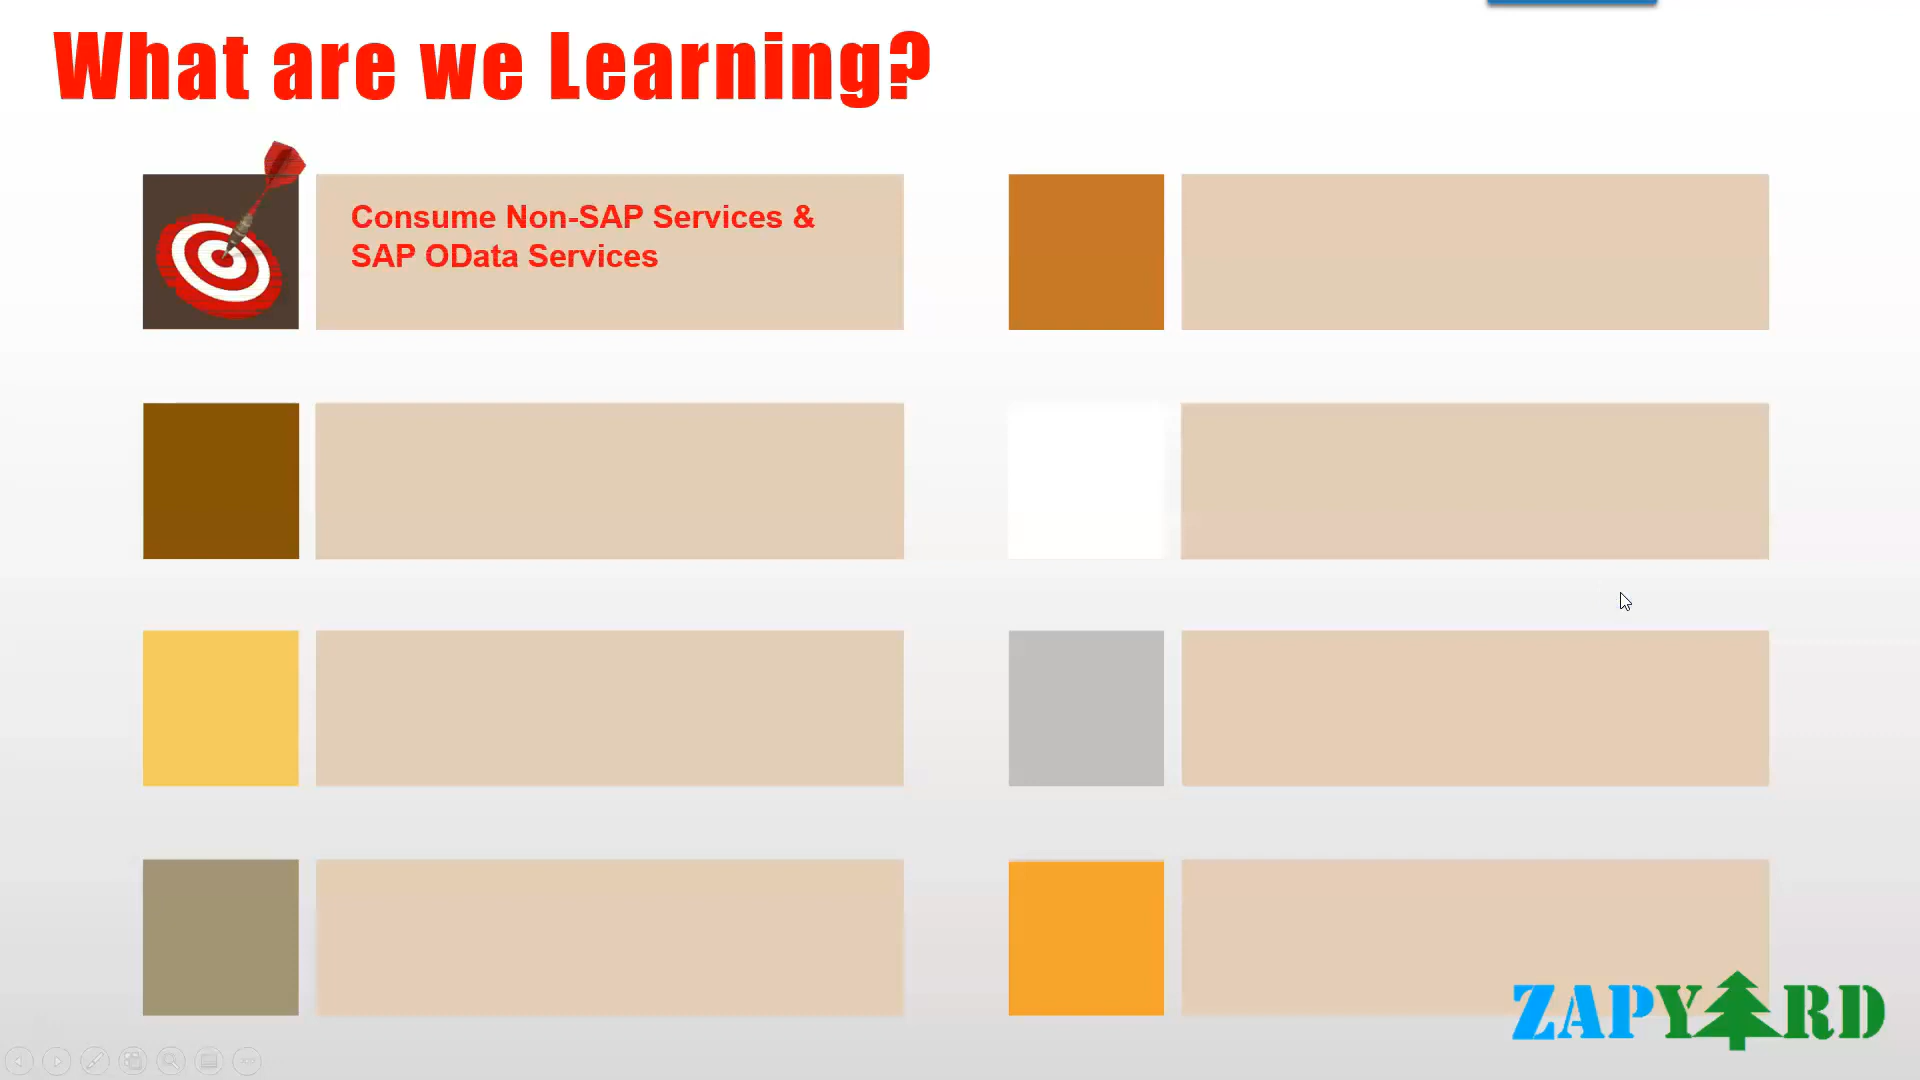 What are we Learning?
Consume Non-SAP Services &
SAP OData Services
ZAPYARD